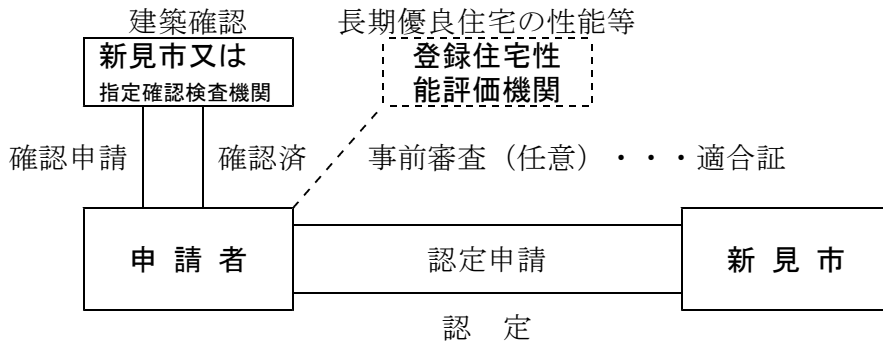 建築確認
長期優良住宅の性能等
新見市又は
指定確認検査機関
登録住宅性
能評価機関
確認申請
確認済
事前審査（任意）・・・適合証
申 請 者
認定申請
新 見 市
認　定